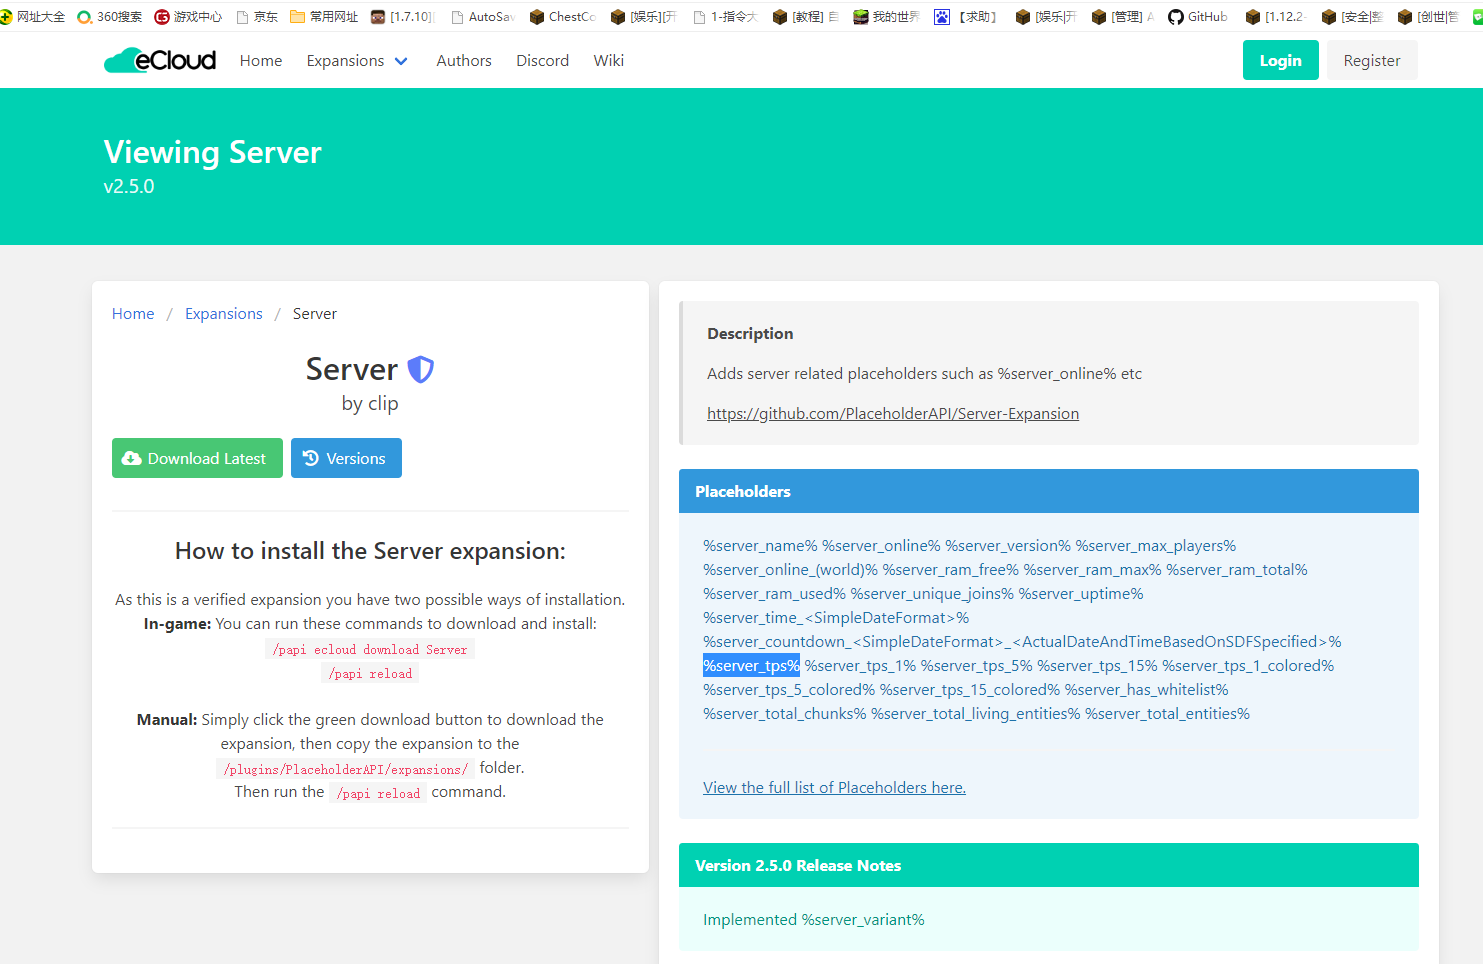 网址大全 360搜索 游戏中心 京东 常用网址 [1.7.10] AutoSav ChestCo [娱乐][开 1-指令大 [教程] 我的世界 【求助】 [娱乐|开 [管理] A GitHub [1.12.2- [安全|整 [创世|管
eCloud Home Expansions Authors Discord Wiki Login Register
Viewing Server
v2.5.0
Home / Expansions / Server
Server
by clip
Download Latest Versions
How to install the Server expansion:
As this is a verified expansion you have two possible ways of installation.
In-game: You can run these commands to download and install:
/papi ecloud download Server
/papi reload
Manual: Simply click the green download button to download the
expansion, then copy the expansion to the
/plugins/PlaceholderAPI/expansions/ folder.
Then run the /papi reload command.
Description
Adds server related placeholders such as %server_online% etc
https://github.com/PlaceholderAPI/Server-Expansion
Placeholders
%server_name% %server_online% %server_version% %server_max_players%
%server_online_(world)% %server_ram_free% %server_ram_max% %server_ram_total%
%server_ram_used% %server_unique_joins% %server_uptime%
%server_time_<SimpleDateFormat>%
%server_countdown_<SimpleDateFormat>_<ActualDateAndTimeBasedOnSDFSpecified>%
%server_tps% %server_tps_1% %server_tps_5% %server_tps_15% %server_tps_1_colored%
%server_tps_5_colored% %server_tps_15_colored% %server_has_whitelist%
%server_total_chunks% %server_total_living_entities% %server_total_entities%
View the full list of Placeholders here.
Version 2.5.0 Release Notes
Implemented %server_variant%